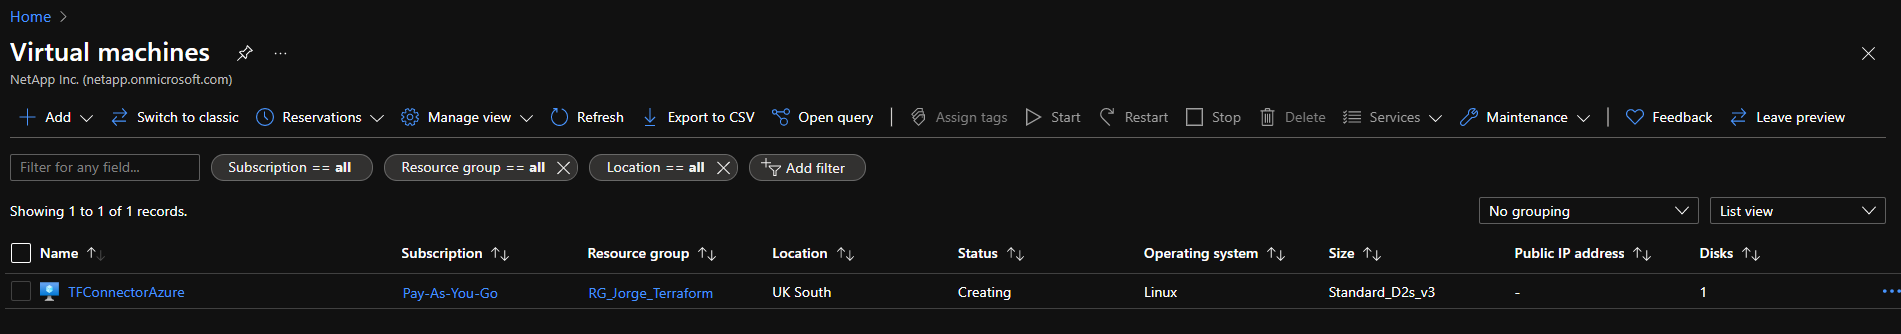 Home
Virtual machines
NetApp Inc. (netapp.onmicrosoft.com)
Add Switch to classic Reservations Manage view Refresh Export to CSV Open query Assign tags Start Restart Stop Delete Services Maintenance Feedback Leave preview
Filter for any field... Subscription == all Resource group == all Location == all Add filter
Showing 1 to 1 of 1 records. No grouping List view
Name Subscription Resource group Location Status Operating system Size Public IP address Disks
TFConnectorAzure Pay-As-You-Go RG_Jorge_Terraform UK South Creating Linux Standard_D2s_v3 - 1